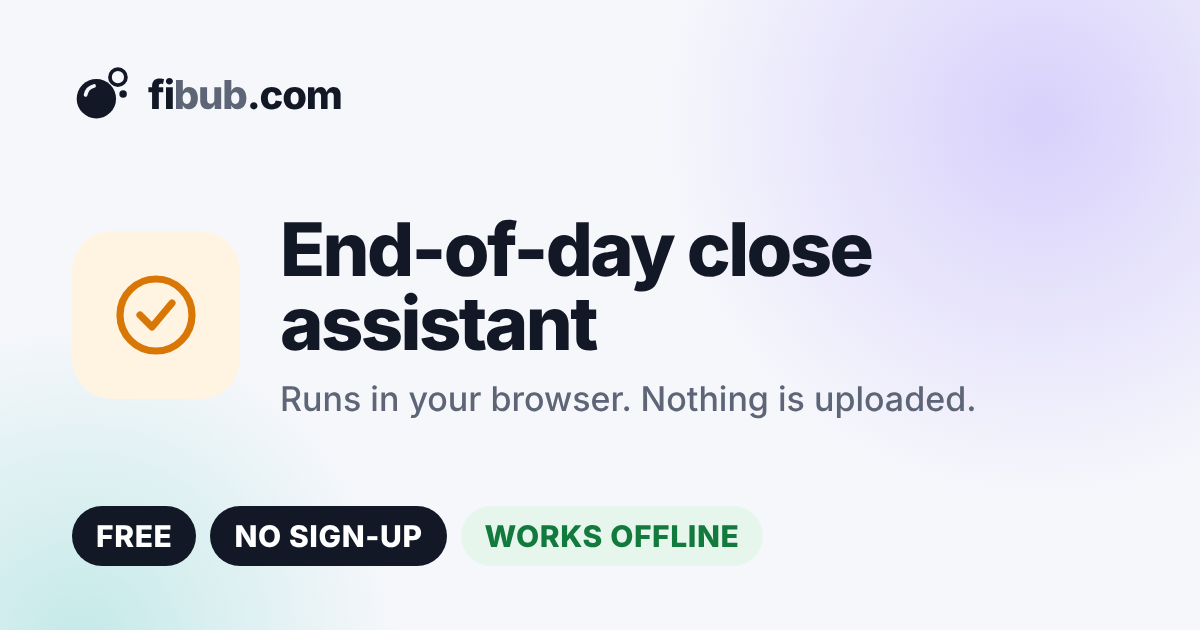 fibub.com
End-of-day close
assistant
Runs in your browser. Nothing is uploaded.
FREE NO SIGN-UP WORKS OFFLINE